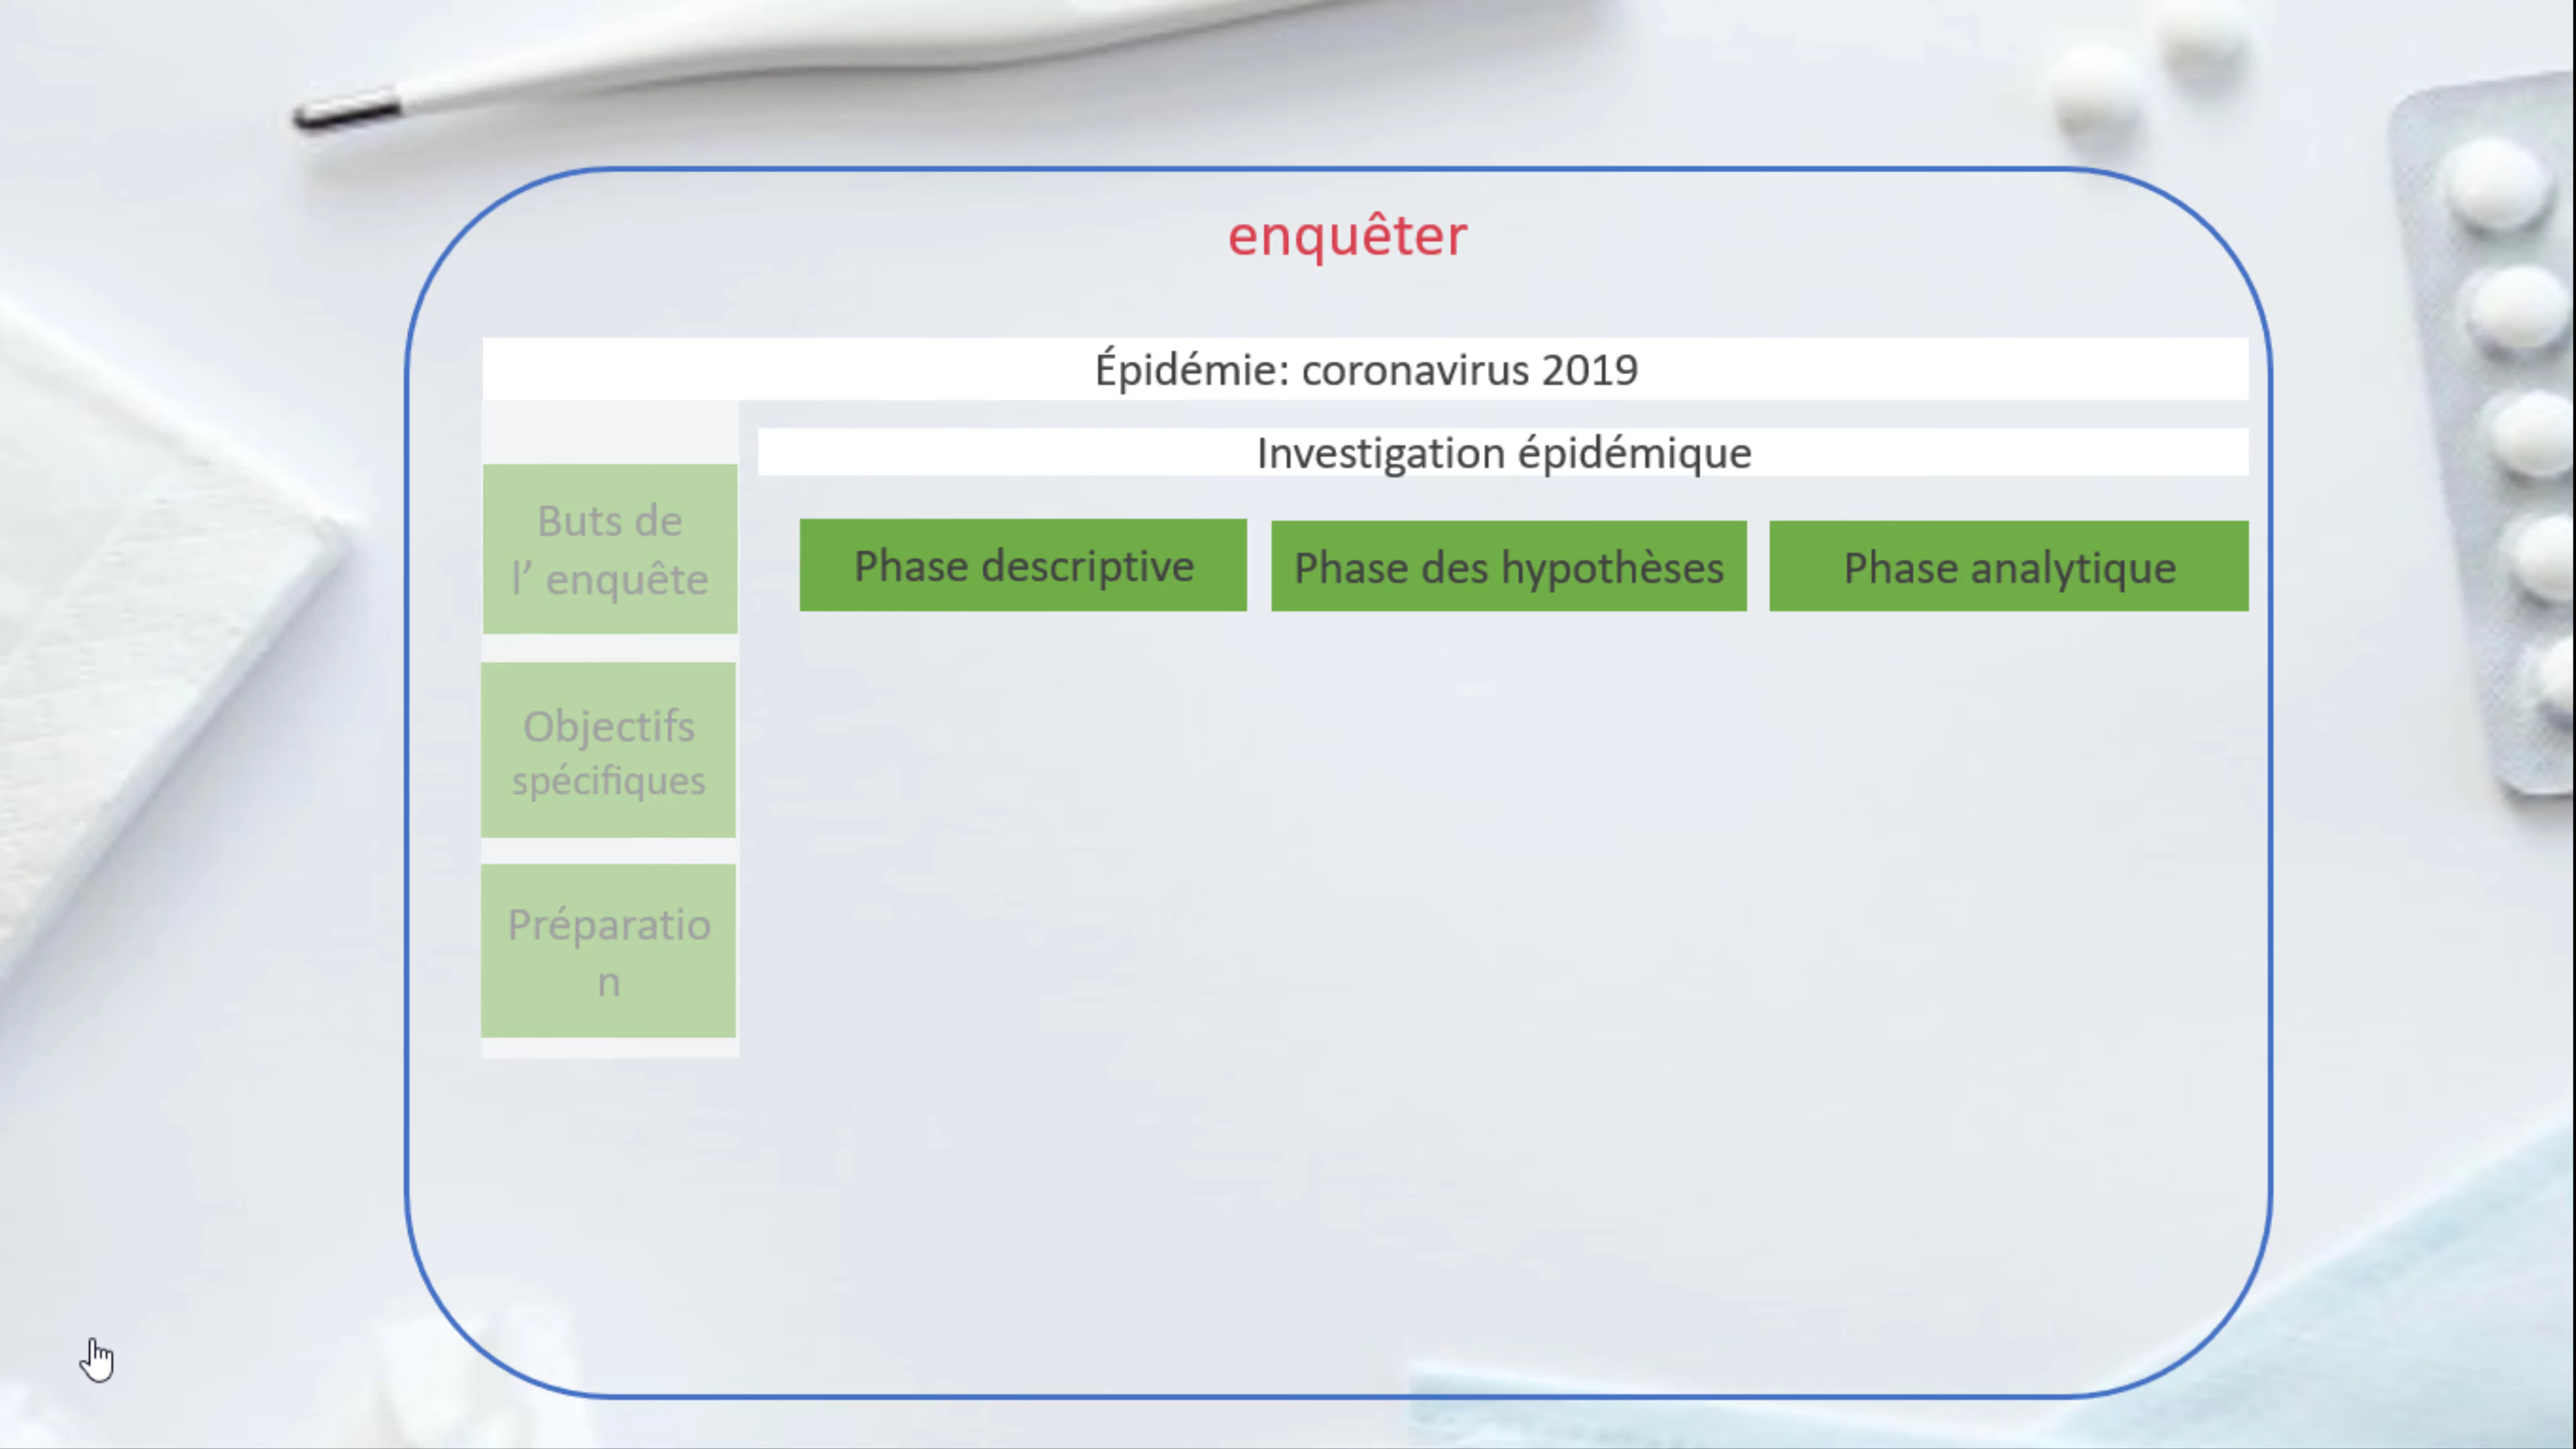 enquêter
Épidémie: coronavirus 2019
Investigation épidémique
Phase descriptive
Phase des hypothèses
Phase analytique
Buts de
l’ enquête
Objectifs
spécifiques
Préparatio
n